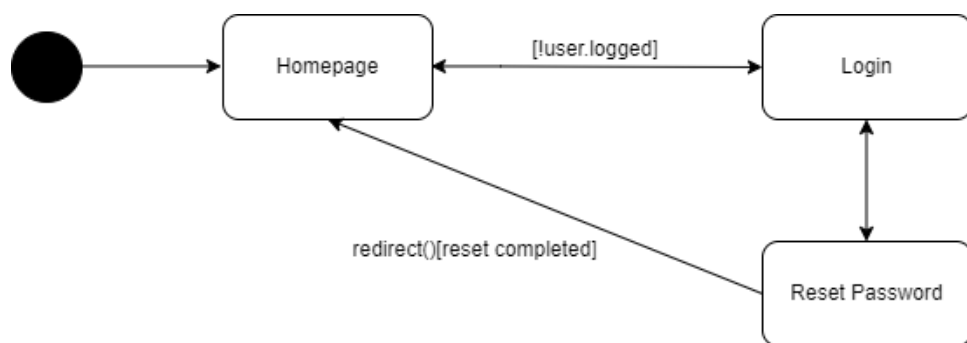 Homepage
[!user.logged]
Login
redirect()[reset completed]
Reset Password